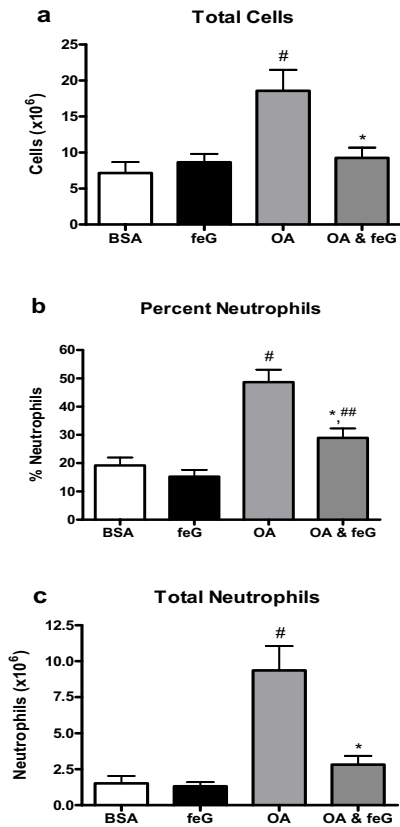 a Total Cells
Cells (x10⁶)
25
20
15
10
5
0
#
*
BSA feG OA OA & feG
b Percent Neutrophils
% Neutrophils
60
50
40
30
20
10
0
#
*, ##
BSA feG OA OA & feG
c Total Neutrophils
Neutrophils (x10⁶)
12.5
10.0
7.5
5.0
2.5
0.0
#
*
BSA feG OA OA & feG